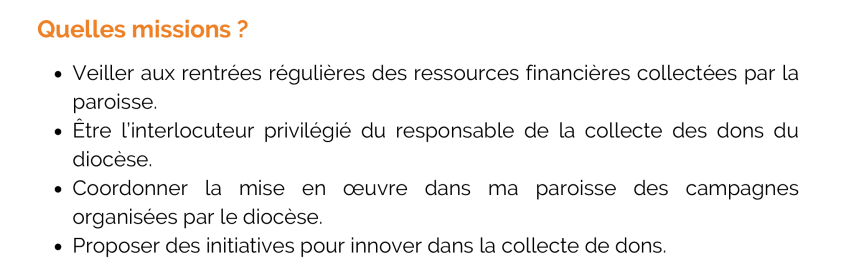 Quelles missions ?
• Veiller aux rentrées régulières des ressources financières collectées par la
paroisse.
• Être l'interlocuteur privilégié du responsable de la collecte des dons du
diocèse.
• Coordonner la mise en œuvre dans ma paroisse des campagnes
organisées par le diocèse.
• Proposer des initiatives pour innover dans la collecte de dons.